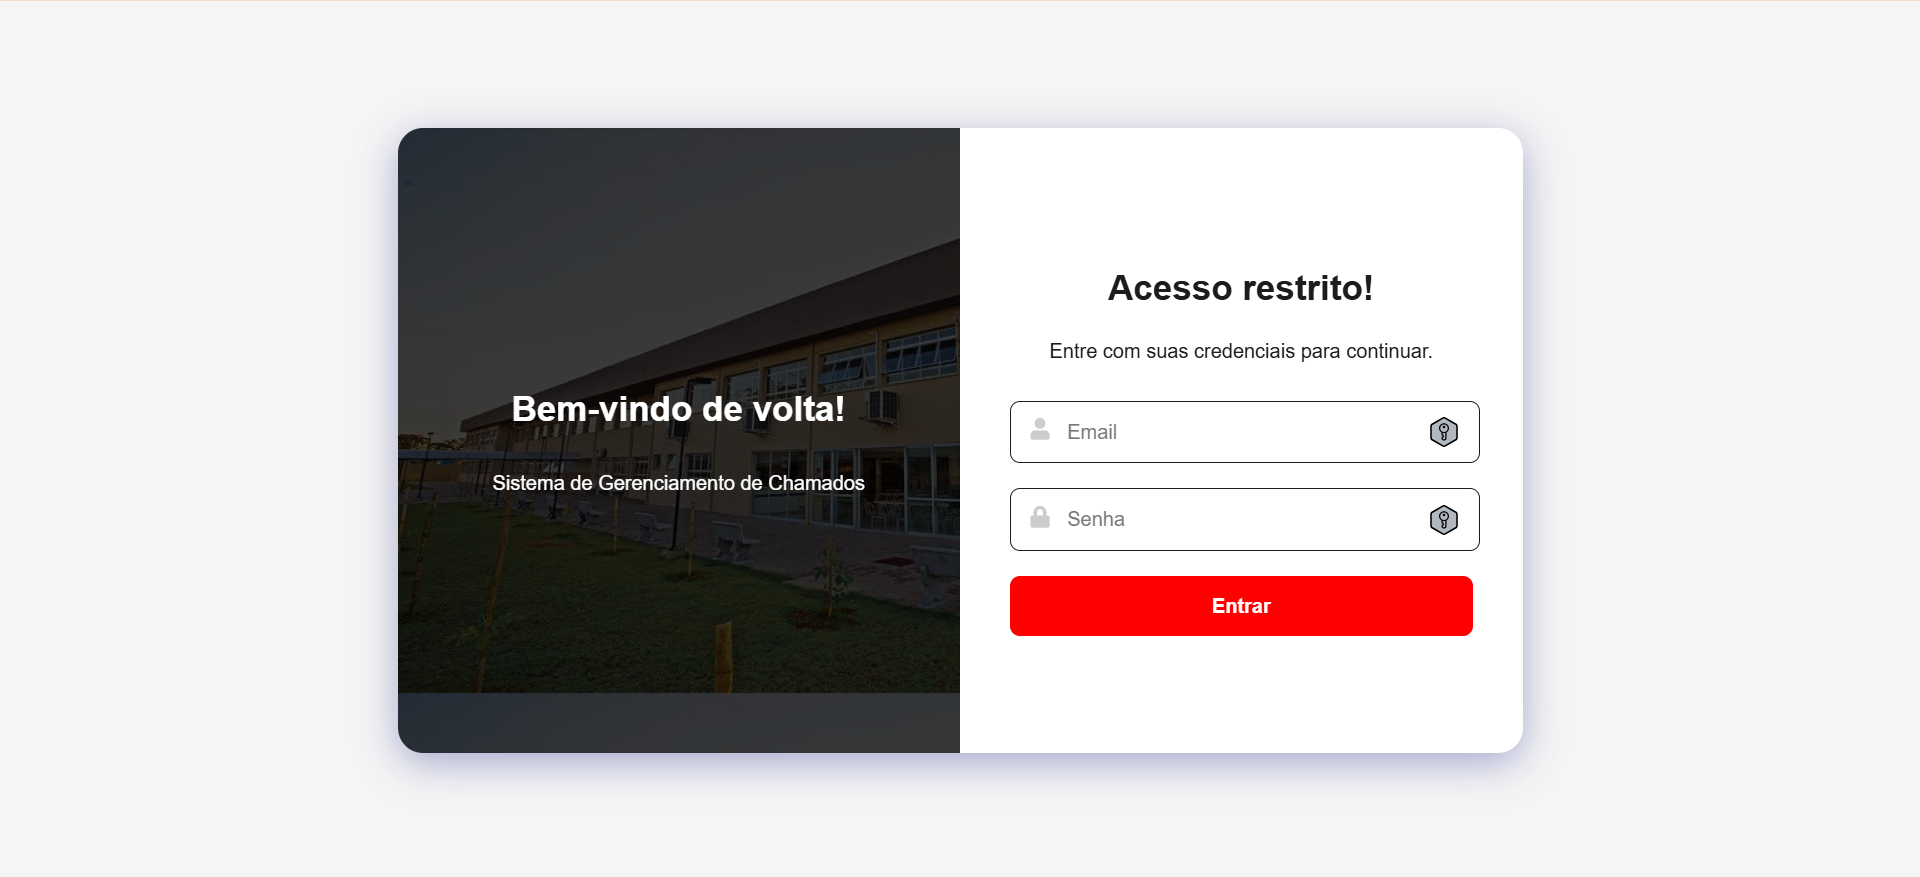 Bem-vindo de volta!
Sistema de Gerenciamento de Chamados
Acesso restrito!
Entre com suas credenciais para continuar.
Email
Senha
Entrar